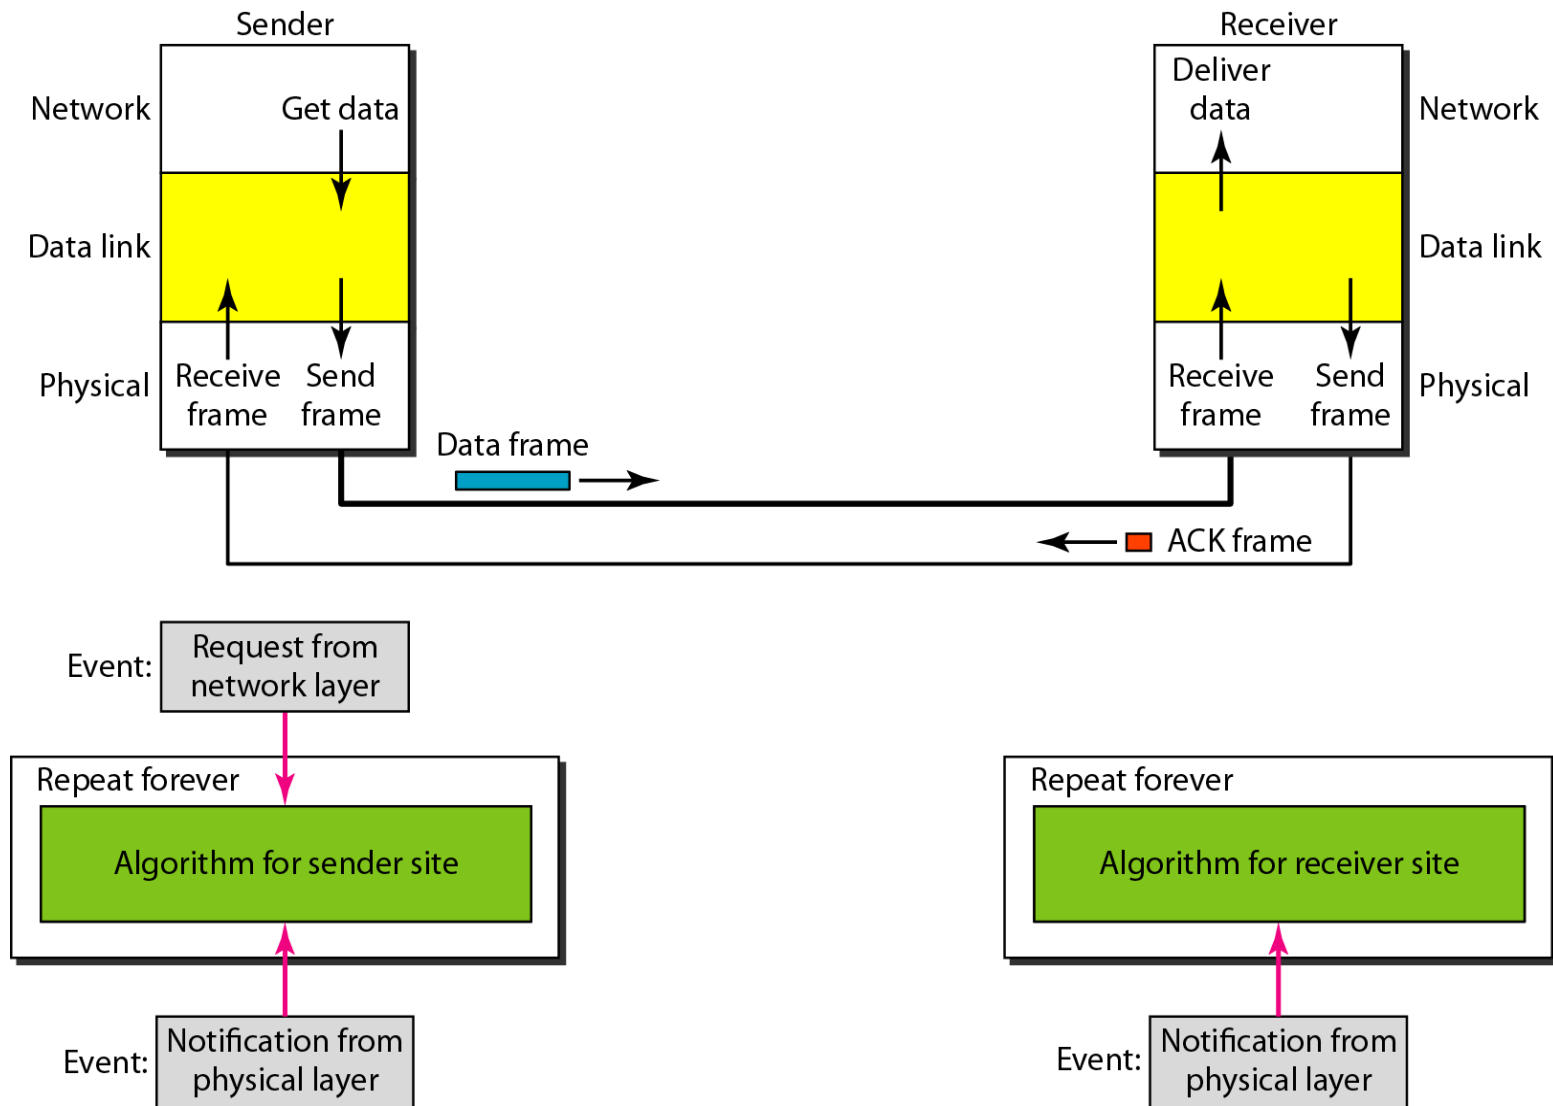 Sender
Receiver
Network
Get data
Deliver
data
Network
Data link
Data link
Physical
Receive
frame
Send
frame
Receive
frame
Send
frame
Physical
Data frame
ACK frame
Event:
Request from
network layer
Repeat forever
Algorithm for sender site
Repeat forever
Algorithm for receiver site
Event:
Notification from
physical layer
Event:
Notification from
physical layer